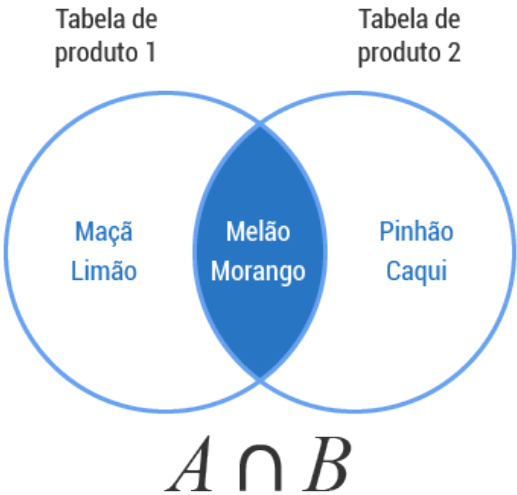 Tabela de
produto 1
Tabela de
produto 2
Maçã
Limão
Melão
Morango
Pinhão
Caqui
A ∩ B